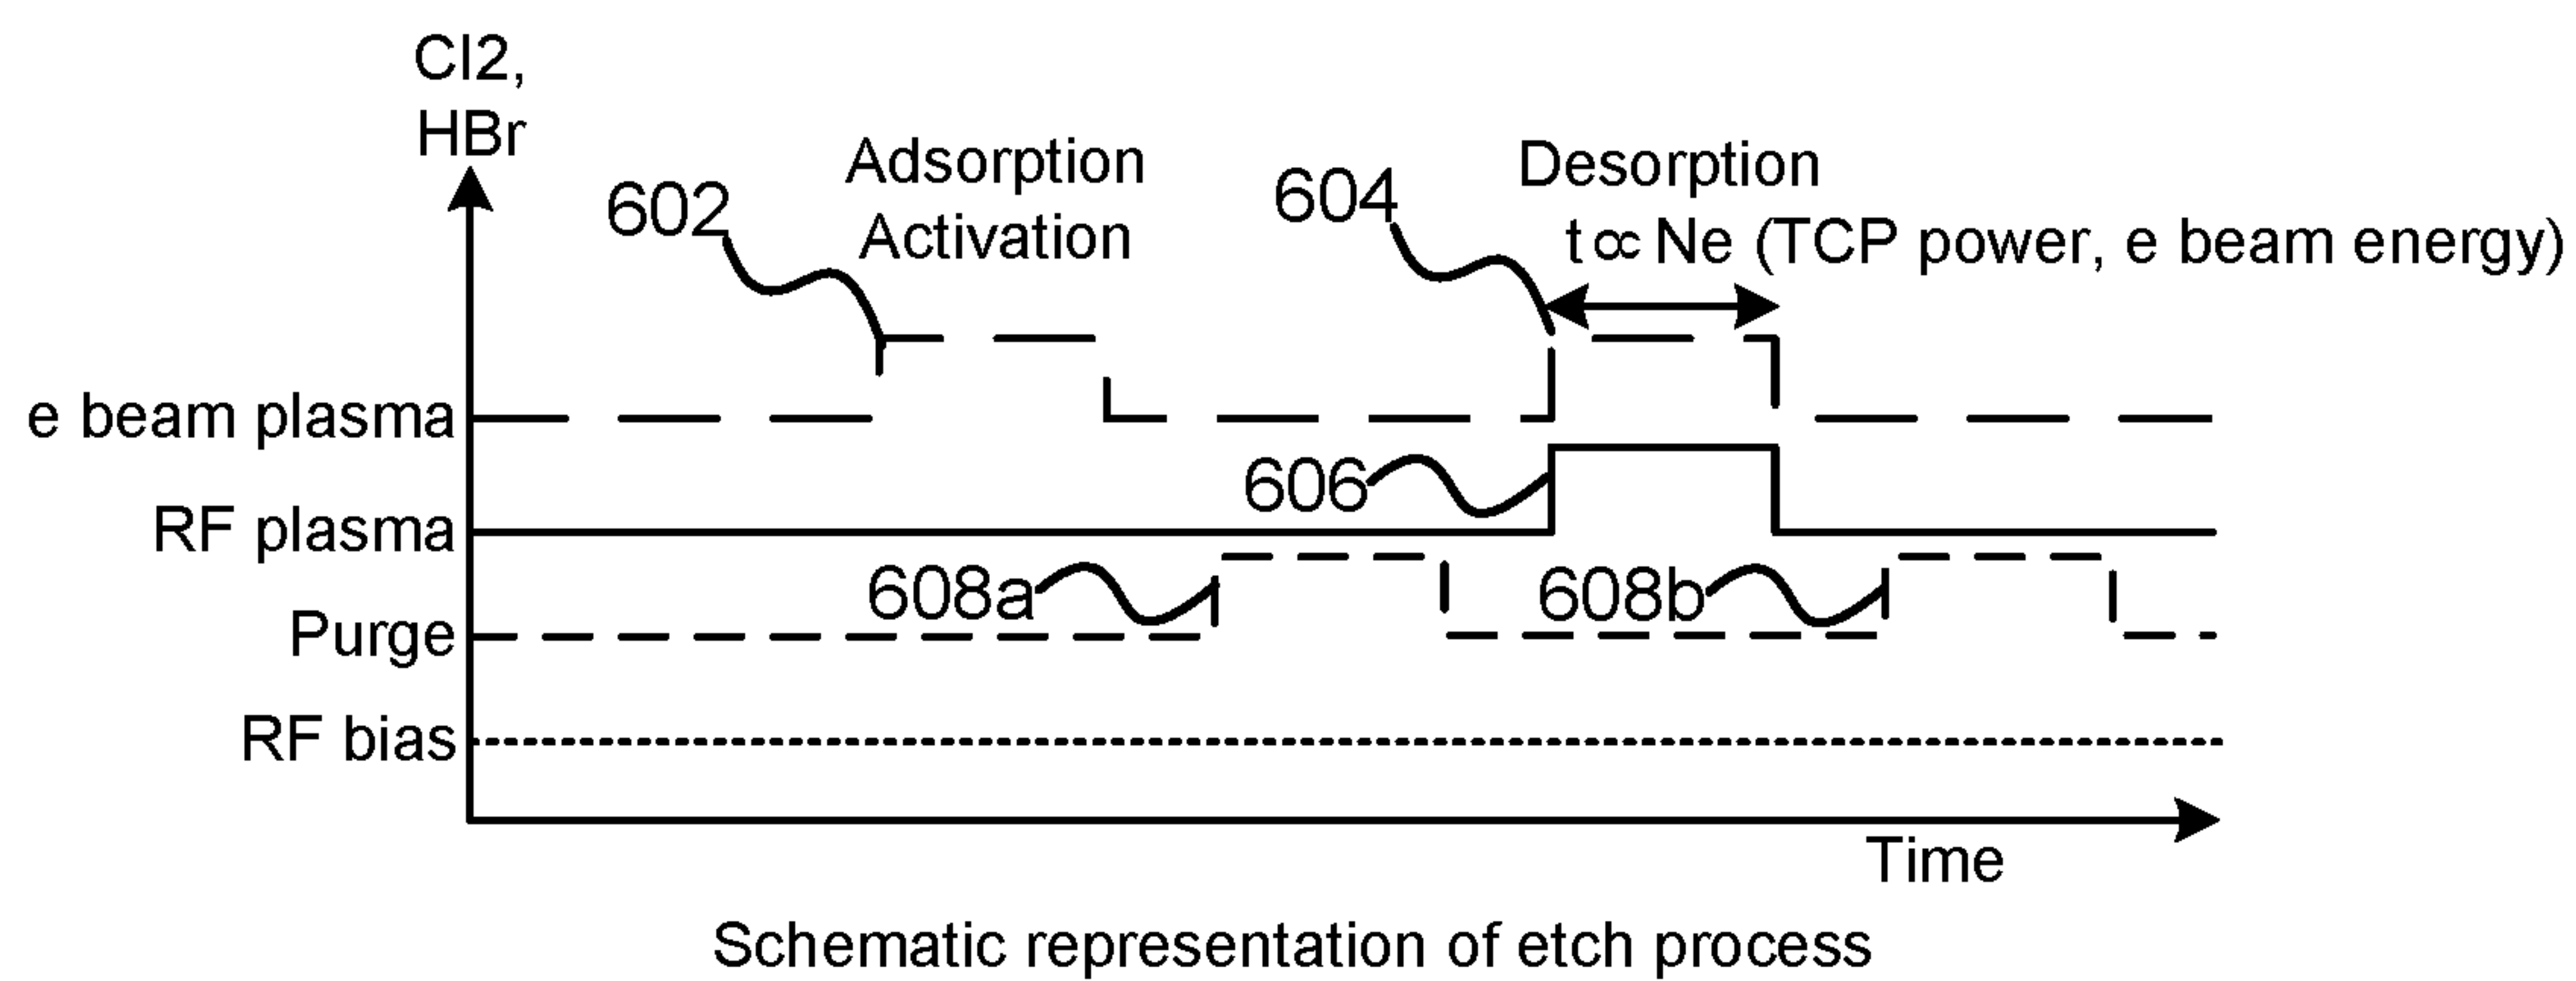 Cl2,
HBr
Adsorption
Activation
602
604
Desorption
t∝Ne (TCP power, e beam energy)
e beam plasma
606
RF plasma
608a
608b
Purge
RF bias
Time
Schematic representation of etch process